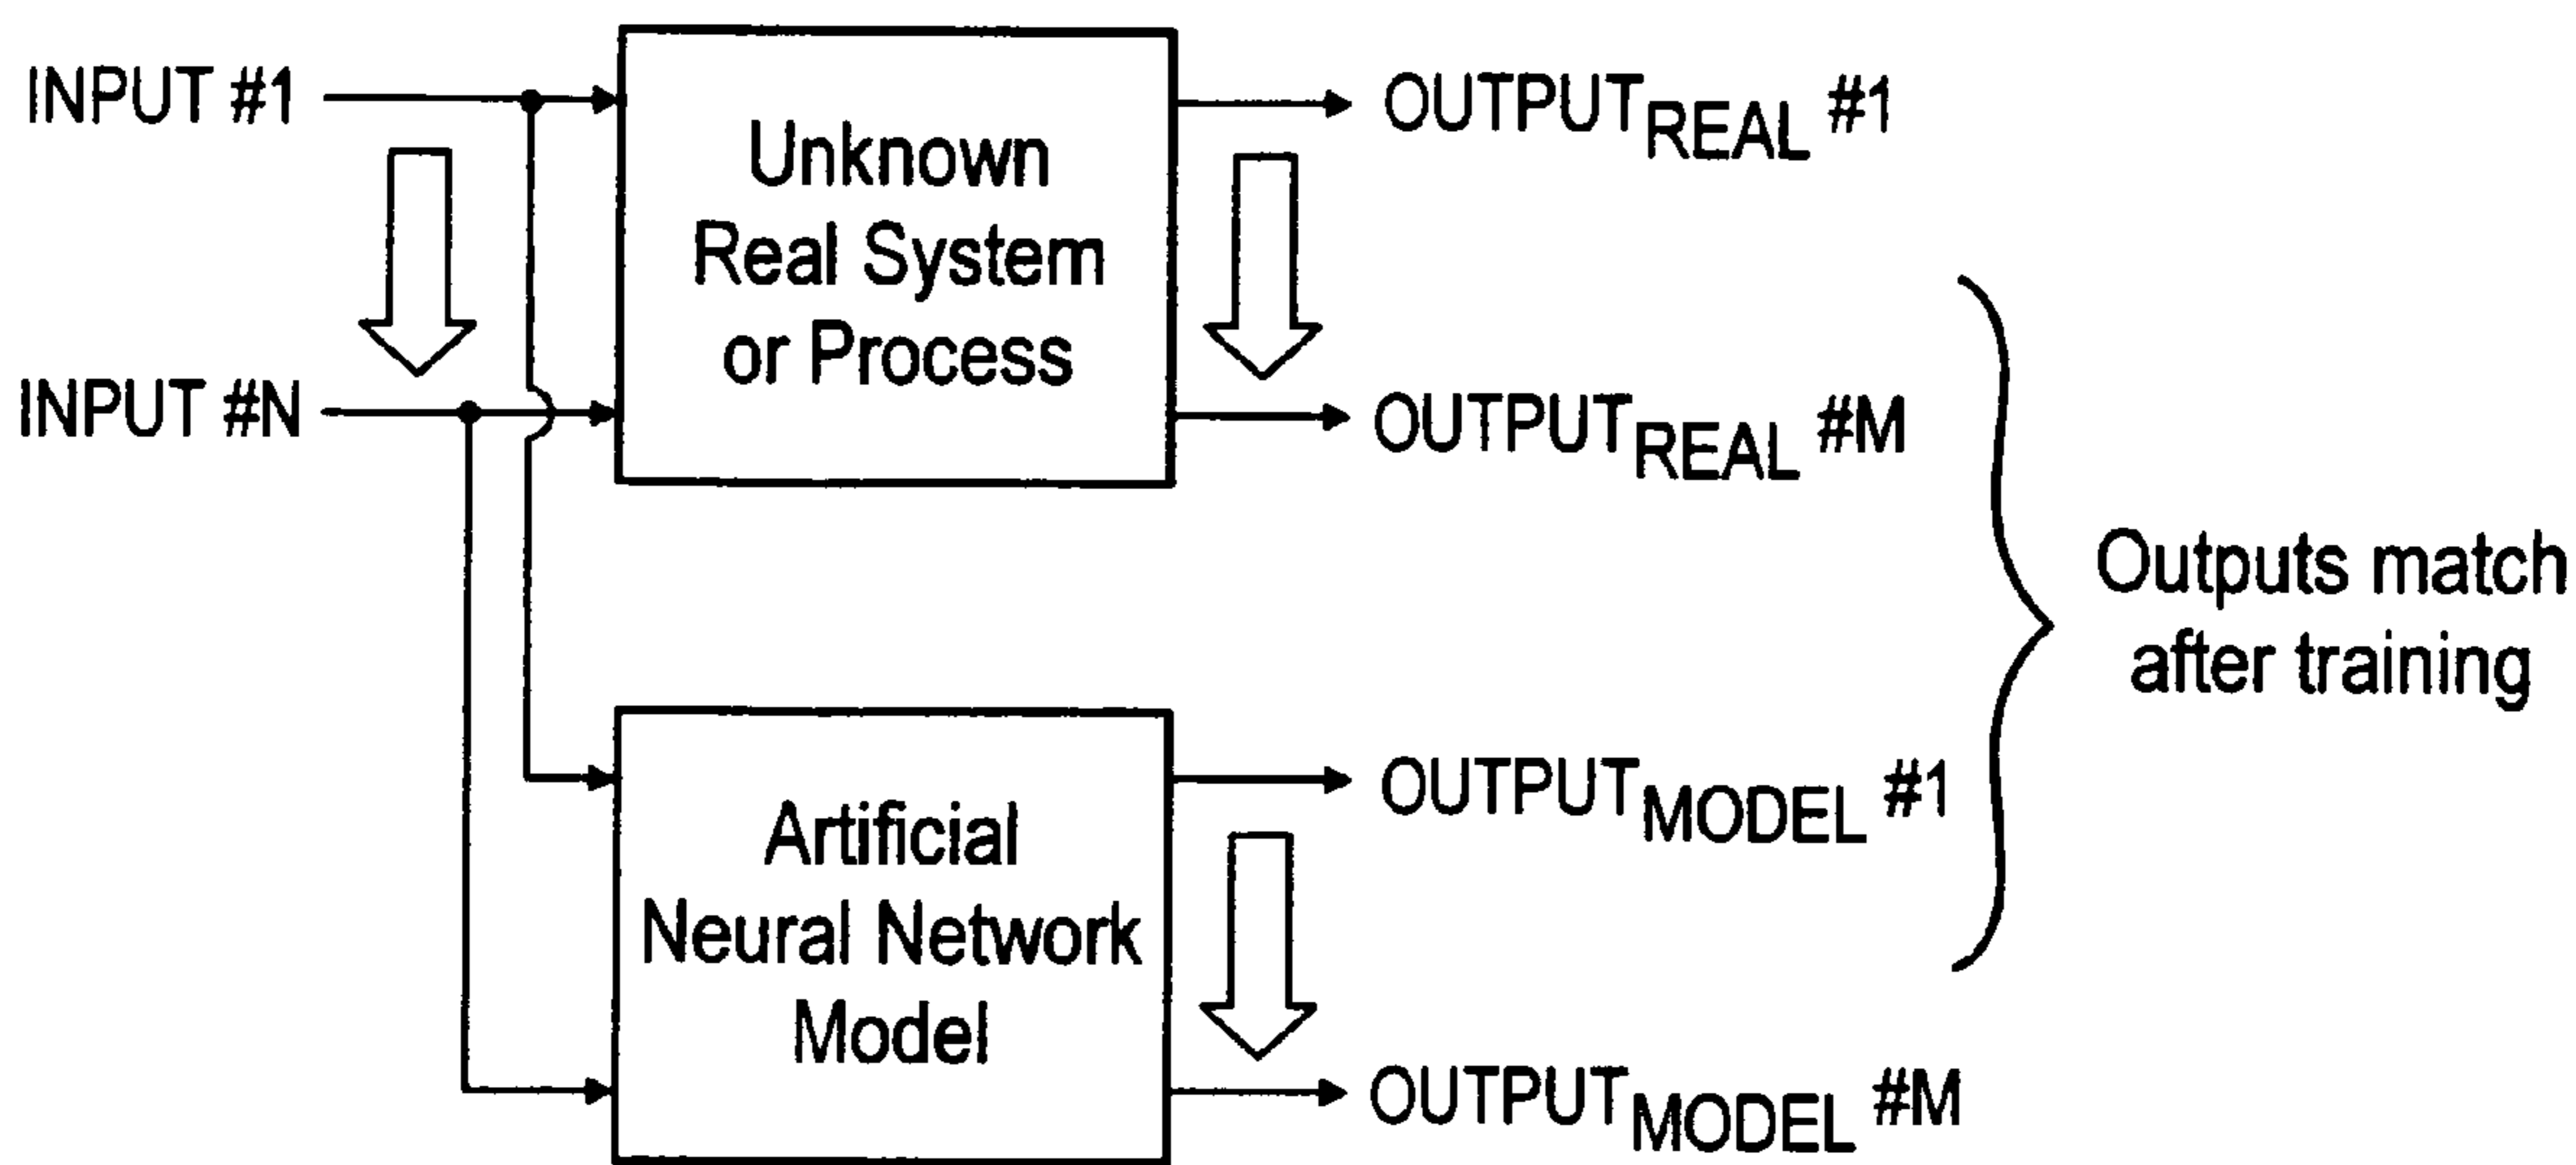 INPUT #1
Unknown
Real System
or Process
INPUT #N
OUTPUTREAL #1
OUTPUTREAL #M
Outputs match
after training
Artificial
Neural Network
Model
OUTPUTMODEL #1
OUTPUTMODEL #M